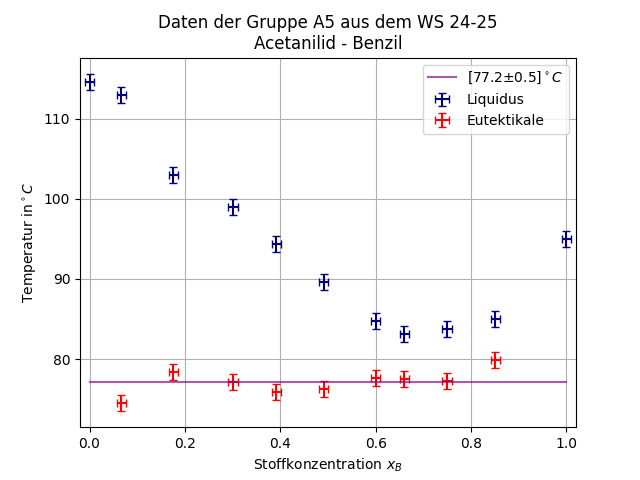 Daten der Gruppe A5 aus dem WS 24-25
Acetanilid - Benzil
[77.2±0.5]°C
Liquidus
Eutektikale
Temperatur in °C
110
100
90
80
0.0 0.2 0.4 0.6 0.8 1.0
Stoffkonzentration x_B